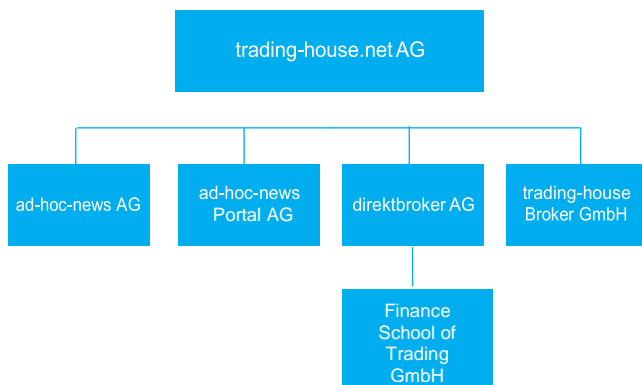 trading-house.net AG
ad-hoc-news AG
ad-hoc-news
Portal AG
direktbroker AG
trading-house
Broker GmbH
Finance
School of
Trading
GmbH